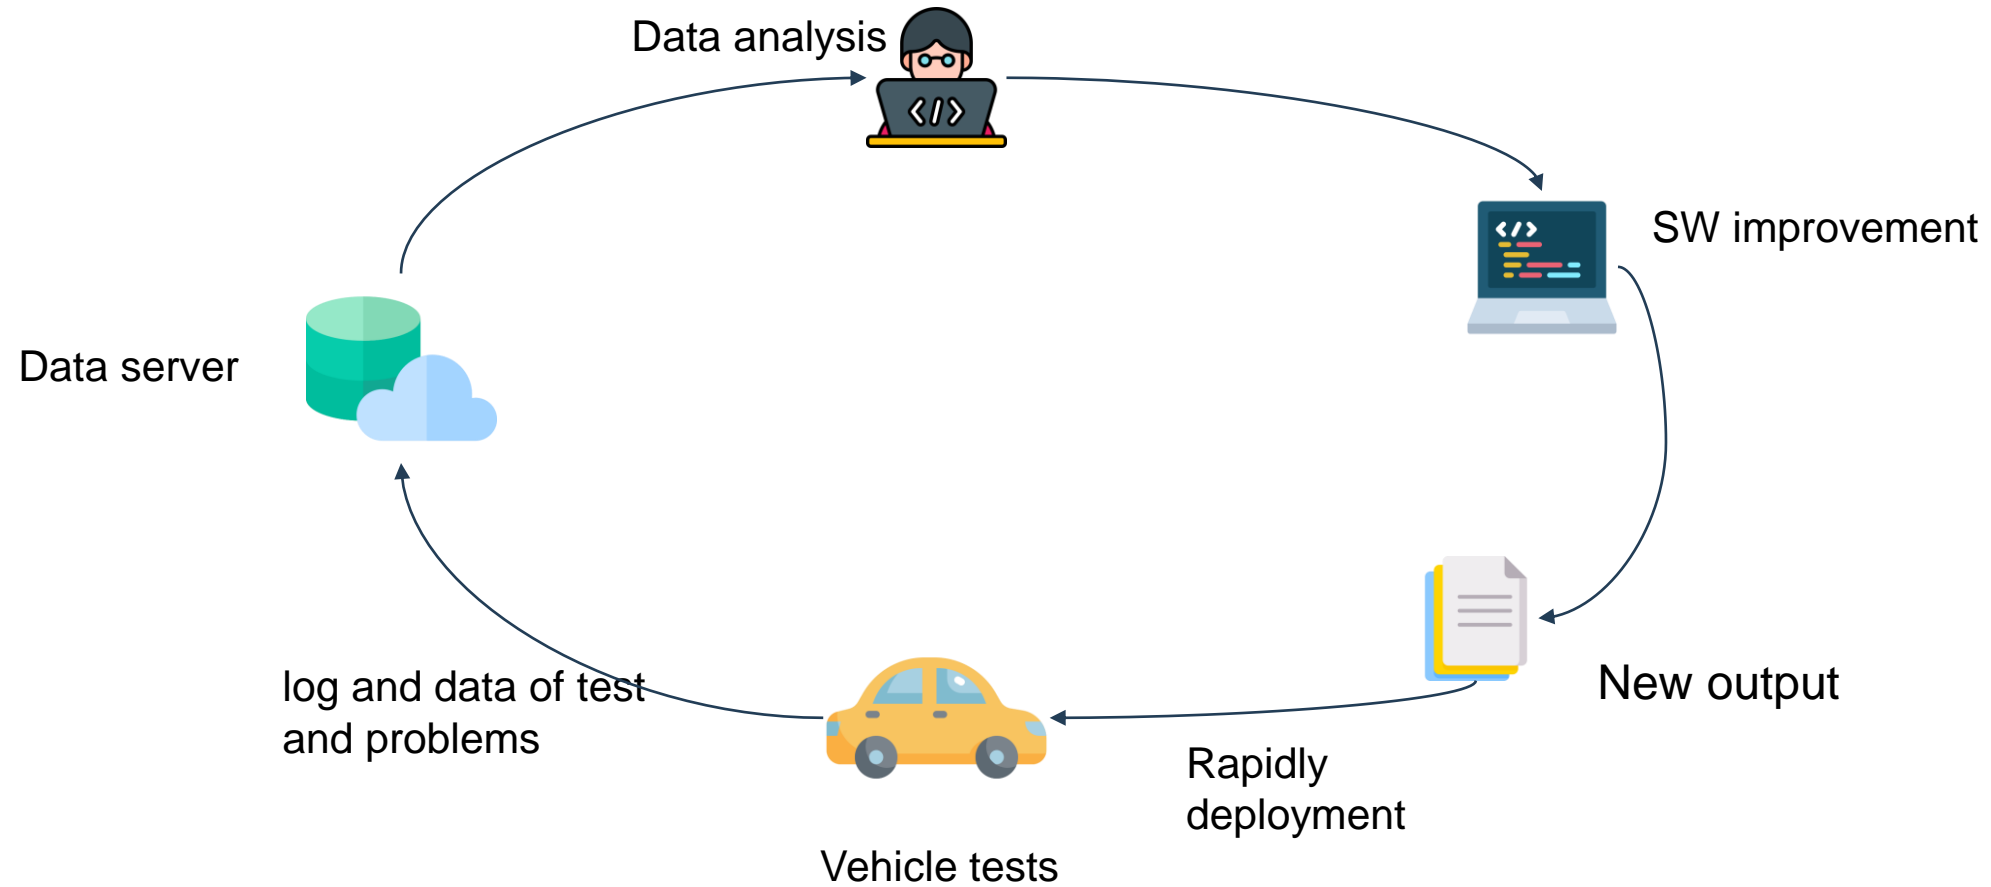 Data analysis
</>
</>
SW improvement
Data server
New output
log and data of test
and problems
Rapidly
deployment
Vehicle tests